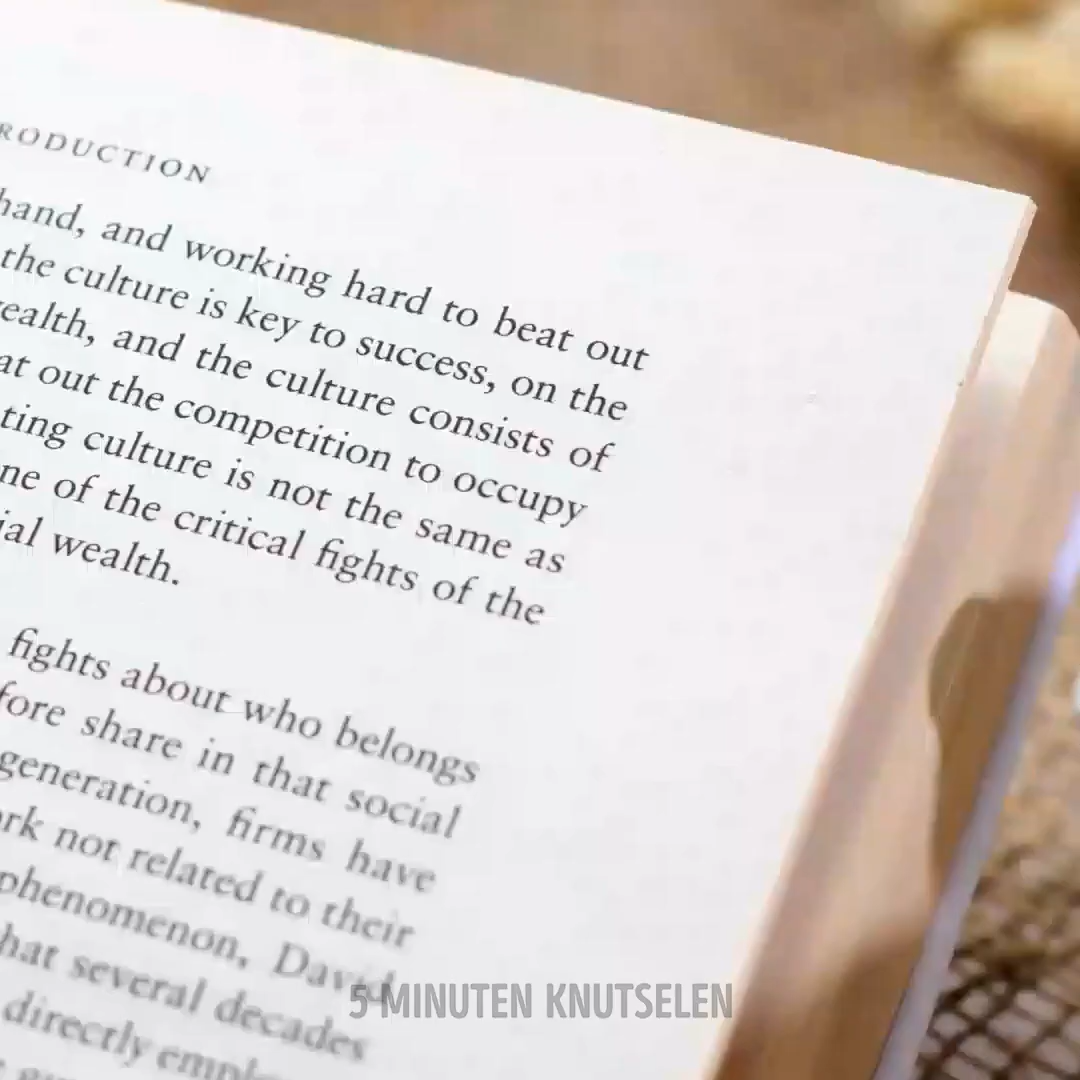 RODUCTION
hand, and working hard to beat out
the culture is key to success, on the
ealth, and the culture consists of
at out the competition to occupy
ting culture is not the same as
ne of the critical fights of the
ial wealth.
fights about who belongs
fore share in that social
generation, firms have
rk not related to their
phenomenon, David
hat several decades
directly emplo
5-MINUTEN KNUTSELEN